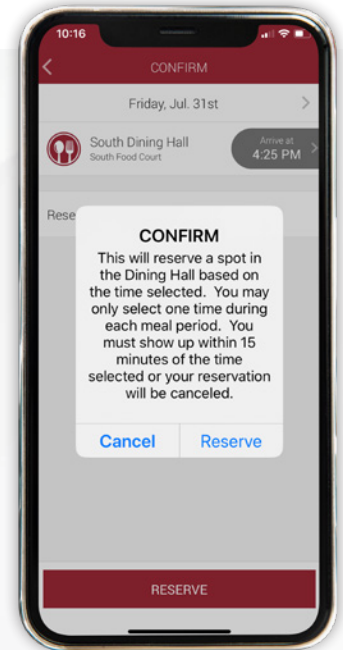 10:16
CONFIRM
Friday, Jul. 31st
South Dining Hall
South Food Court
Arrive at
4:25 PM
Rese
CONFIRM
This will reserve a spot in
the Dining Hall based on
the time selected. You may
only select one time during
each meal period. You
must show up within 15
minutes of the time
selected or your reservation
will be canceled.
Cancel
Reserve
RESERVE